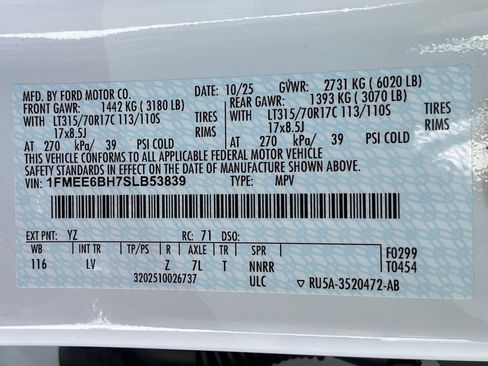 MFD. BY FORD MOTOR CO. DATE: 10/25 GVWR: 2731 KG ( 6020 LB)
FRONT GAWR: 1442 KG ( 3180 LB) REAR GAWR: 1393 KG ( 3070 LB)
WITH LT315/70R17C 113/110S TIRES WITH LT315/70R17C 113/110S TIRES
17x8.5J RIMS 17x8.5J RIMS
AT 270 kPa/ 39 PSI COLD AT 270 kPa/ 39 PSI COLD
THIS VEHICLE CONFORMS TO ALL APPLICABLE FEDERAL MOTOR VEHICLE
SAFETY STANDARDS IN EFFECT ON THE DATE OF MANUFACTURE SHOWN ABOVE.
VIN: 1FMEE6BH7SLB53839 TYPE: MPV
EXT PNT: YZ RC: 71 DSO:
WB INT TR TP/PS R AXLE TR SPR F0299
116 LV Z 7L T NNRR T0454
3202510026737 ULC ▽ RU5A-3520472-AB